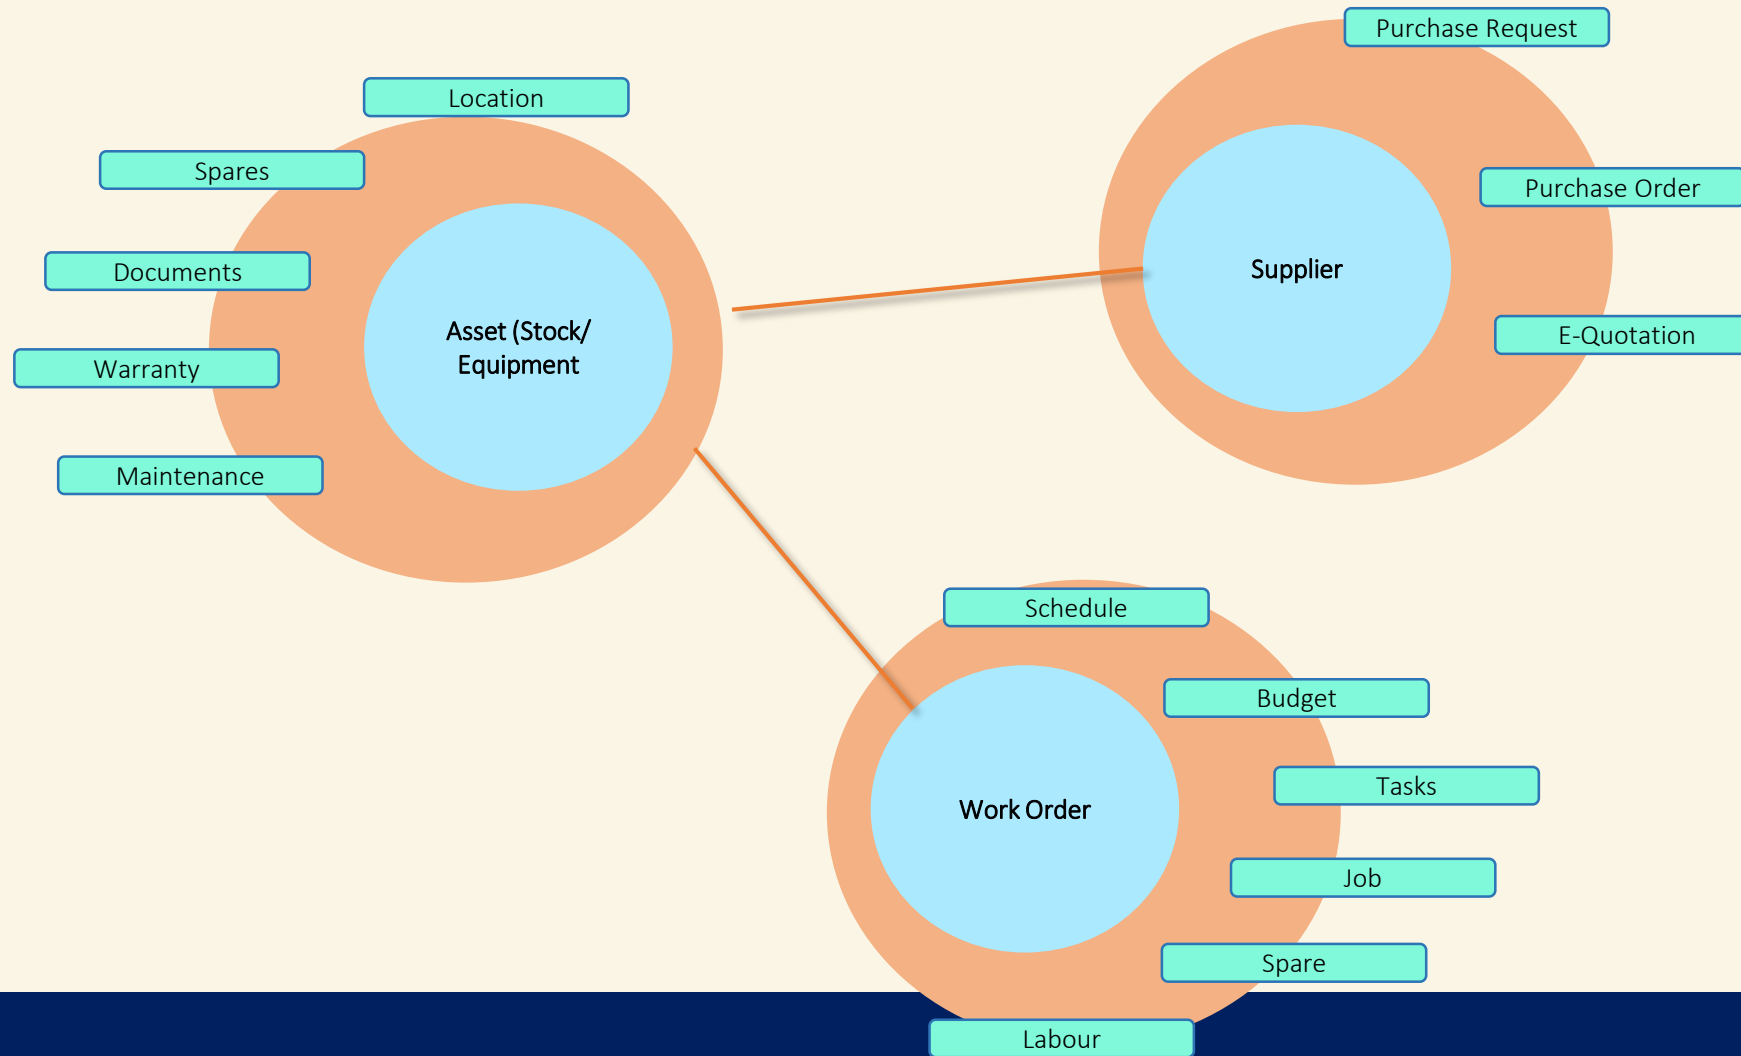 Purchase Request
Location
Spares
Purchase Order
Documents
Supplier
Asset (Stock/
Equipment
E-Quotation
Warranty
Maintenance
Schedule
Budget
Tasks
Work Order
Job
Spare
Labour